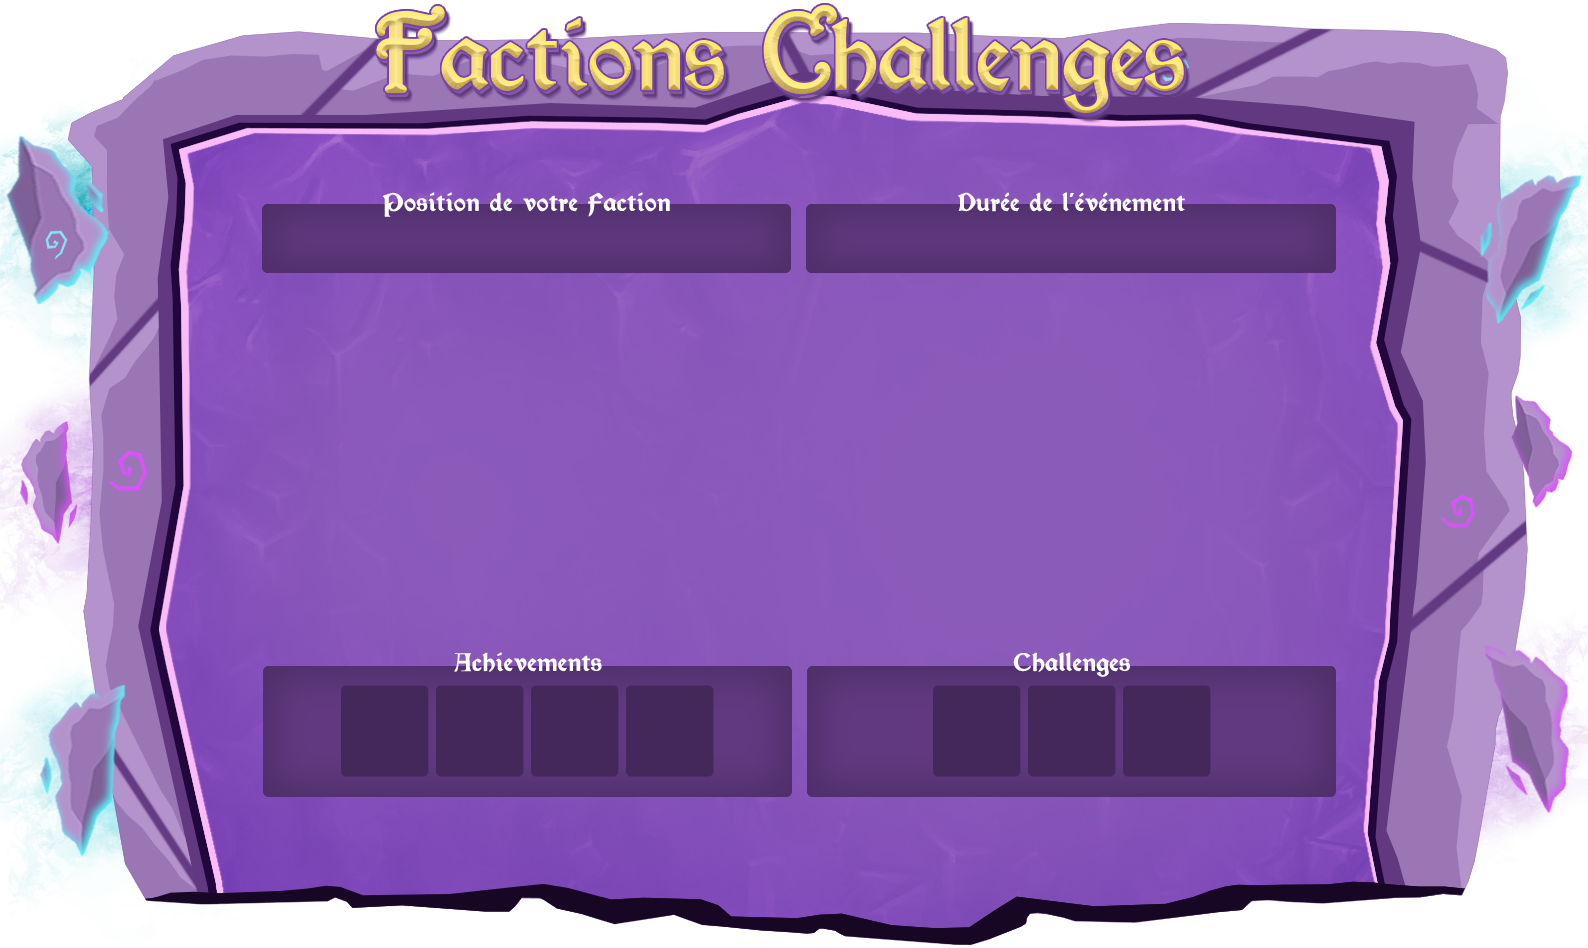 Factions Challenges
Position de votre Faction
Durée de l'événement
Achievements
Challenges